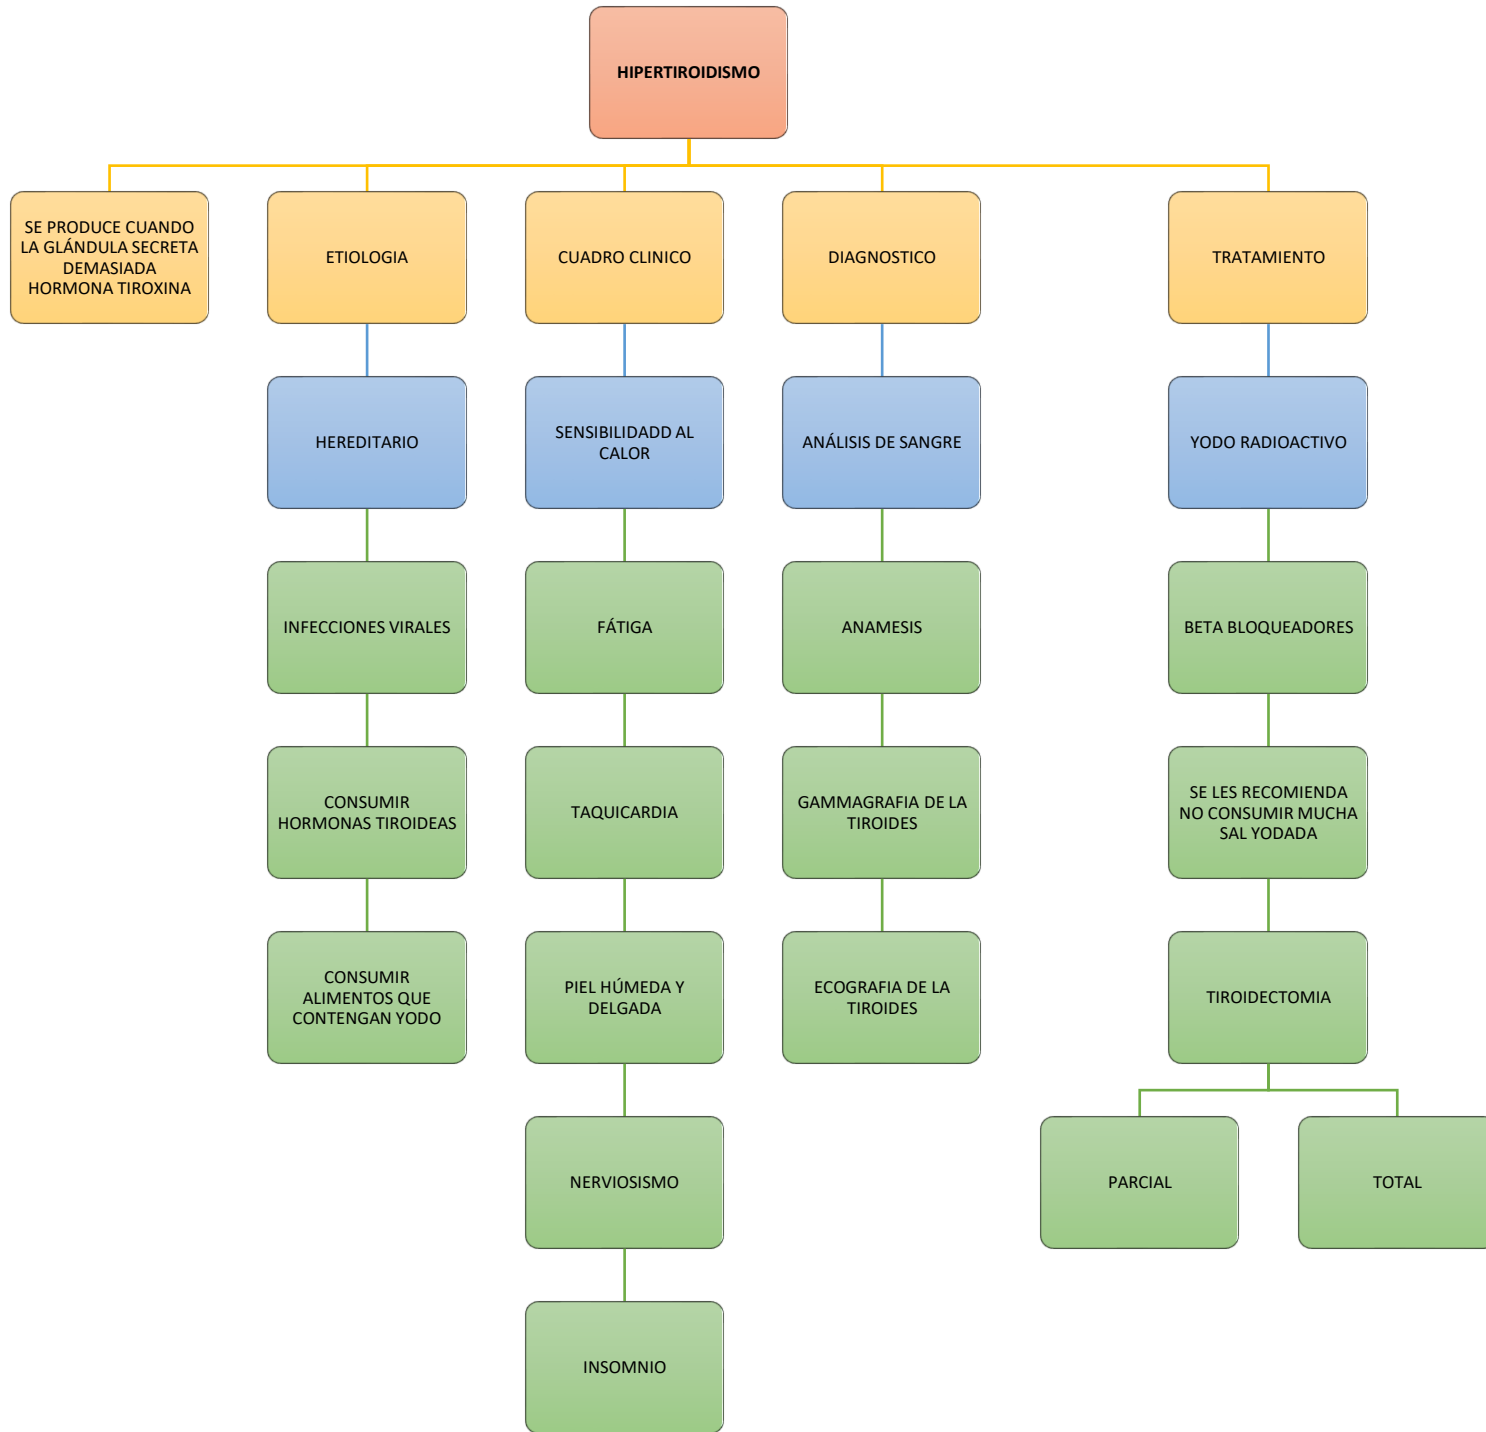 HIPERTIROIDISMO
SE PRODUCE CUANDO
LA GLÁNDULA SECRETA
DEMASIADA
HORMONA TIROXINA
ETIOLOGIA
CUADRO CLINICO
DIAGNOSTICO
TRATAMIENTO
HEREDITARIO
SENSIBILIDADD AL
CALOR
ANÁLISIS DE SANGRE
YODO RADIOACTIVO
INFECCIONES VIRALES
FÁTIGA
ANAMESIS
BETA BLOQUEADORES
CONSUMIR
HORMONAS TIROIDEAS
TAQUICARDIA
GAMMAGRAFIA DE LA
TIROIDES
SE LES RECOMIENDA
NO CONSUMIR MUCHA
SAL YODADA
CONSUMIR
ALIMENTOS QUE
CONTENGAN YODO
PIEL HÚMEDA Y
DELGADA
ECOGRAFIA DE LA
TIROIDES
TIROIDECTOMIA
NERVIOSISMO
PARCIAL
TOTAL
INSOMNIO